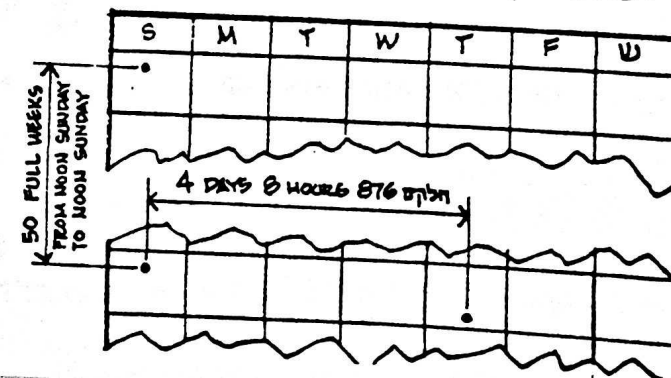 S M T W T F ש
50 FULL WEEKS
FROM NOON SUNDAY
TO NOON SUNDAY
4 DAYS 8 HOURS 876 חלקים